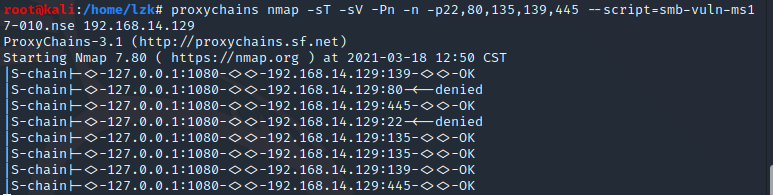 root@kali:/home/lzk# proxychains nmap -sT -sV -Pn -n -p22,80,135,139,445 --script=smb-vuln-ms1
7-010.nse 192.168.14.129
ProxyChains-3.1 (http://proxychains.sf.net)
Starting Nmap 7.80 ( https://nmap.org ) at 2021-03-18 12:50 CST
|S-chain|-<>-127.0.0.1:1080-<><>-192.168.14.129:139-<><>-OK
|S-chain|-<>-127.0.0.1:1080-<><>-192.168.14.129:80-<--denied
|S-chain|-<>-127.0.0.1:1080-<><>-192.168.14.129:445-<><>-OK
|S-chain|-<>-127.0.0.1:1080-<><>-192.168.14.129:22-<--denied
|S-chain|-<>-127.0.0.1:1080-<><>-192.168.14.129:135-<><>-OK
|S-chain|-<>-127.0.0.1:1080-<><>-192.168.14.129:135-<><>-OK
|S-chain|-<>-127.0.0.1:1080-<><>-192.168.14.129:139-<><>-OK
|S-chain|-<>-127.0.0.1:1080-<><>-192.168.14.129:445-<><>-OK